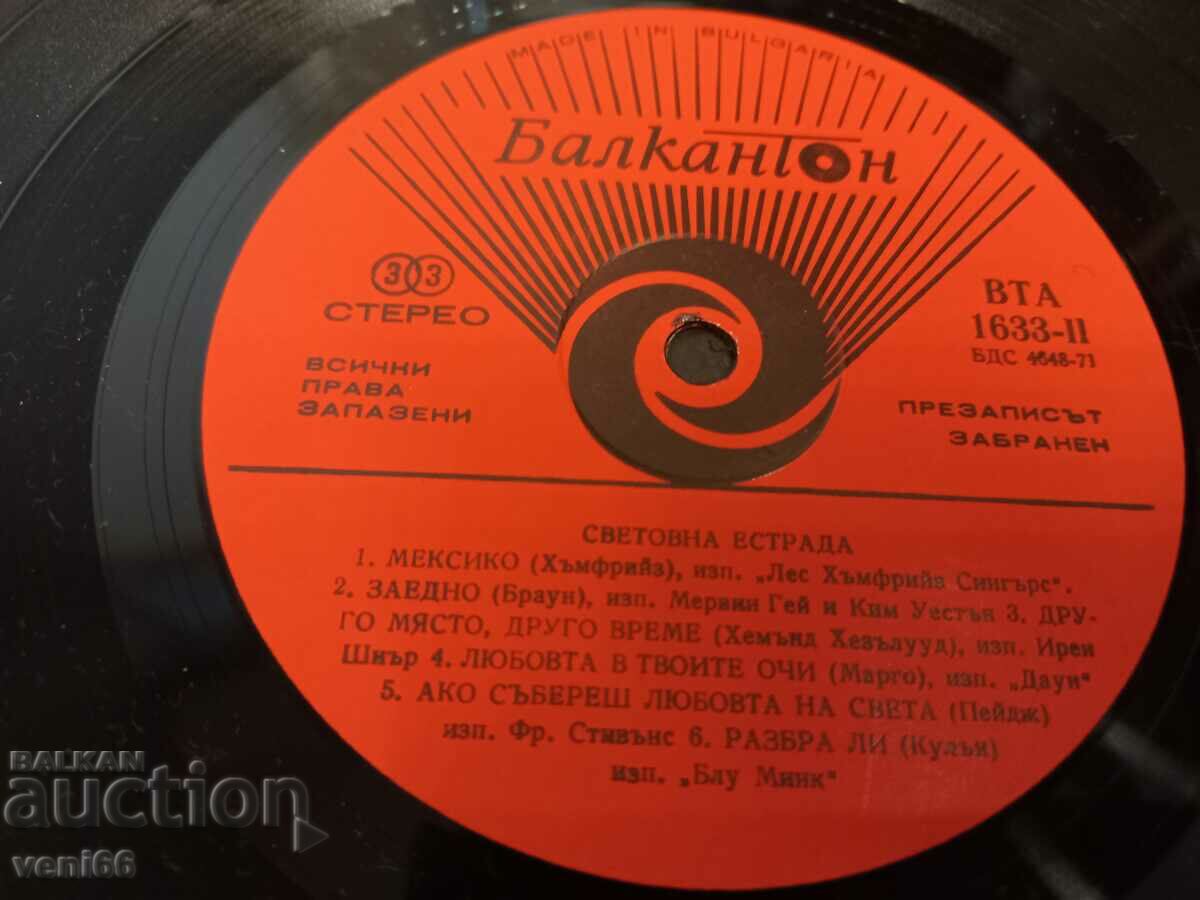 MADE IN BULGARIA
Балкантон
33
СТЕРЕО
ВСИЧКИ
ПРАВА
ЗАПАЗЕНИ
ВТА
1633-II
БДС 4648-71
ПРЕЗАПИСЪТ
ЗАБРАНЕН
СВЕТОВНА ЕСТРАДА
1. МЕКСИКО (Хъмфрийз), изп. „Лес Хъмфрийз Сингърс".
2. ЗАЕДНО (Браун), изп. Мервин Гей и Ким Уестън 3. ДРУ-
ГО МЯСТО, ДРУГО ВРЕМЕ (Хемънд Хезълууд), изп. Ирен
Шиър 4. ЛЮБОВТА В ТВОИТЕ ОЧИ (Марго), изп. „Даун"
5. АКО СЪБЕРЕШ ЛЮБОВТА НА СВЕТА (Пейдж)
изп. Фр. Стивънс 6. РАЗБРА ЛИ (Кулън)
изп. „Блу Минк"
BALKAN
auction
veni66